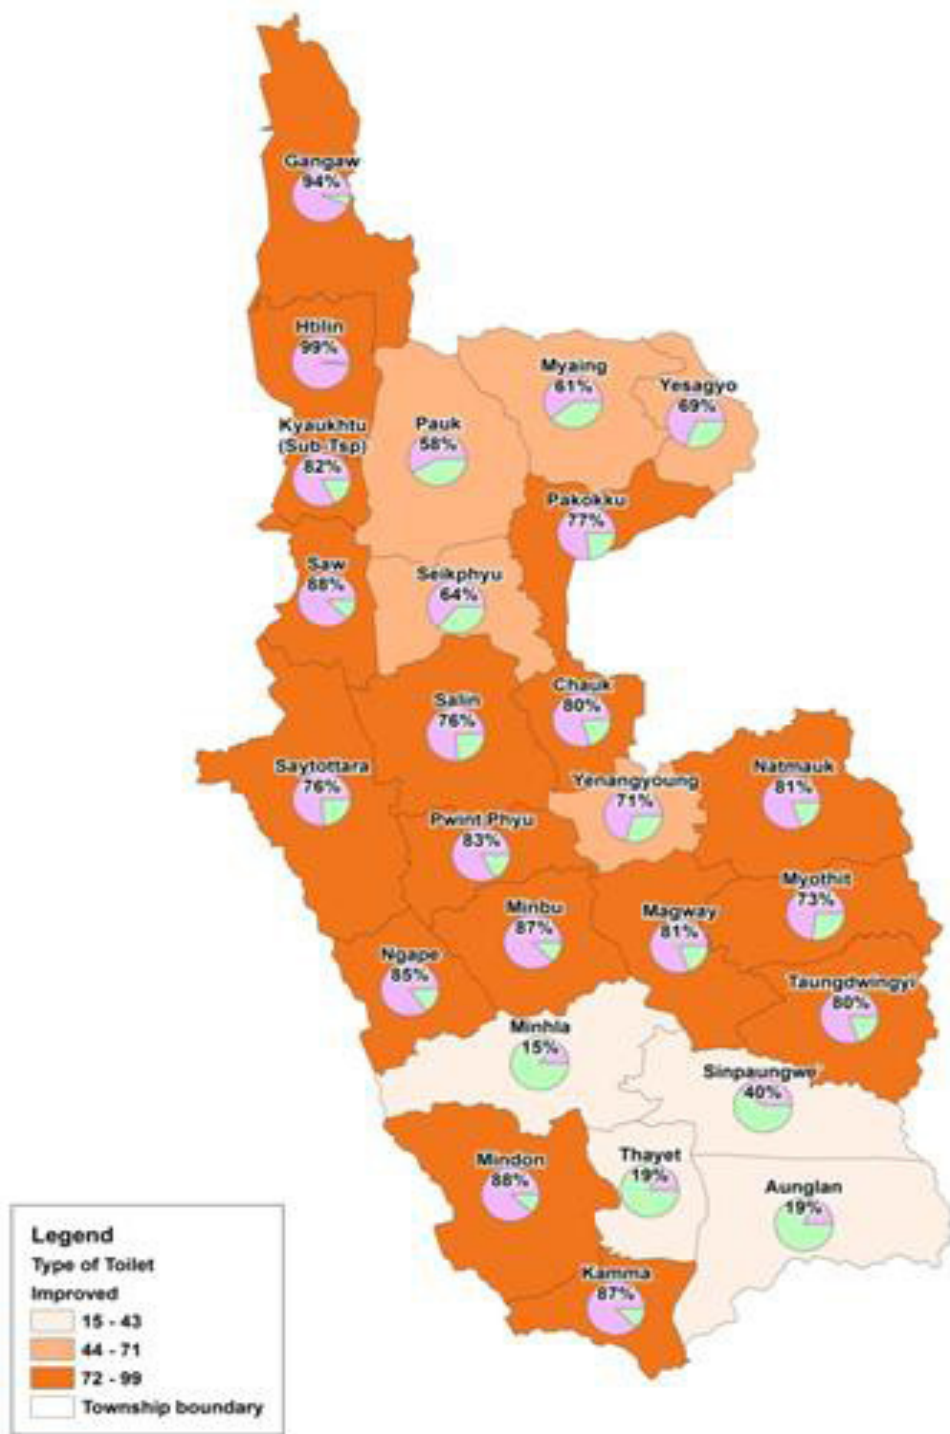 Gangaw
94%
Htilin
99%
Myaing
61%
Yesagyo
69%
Kyaukhtu
(Sub-Tsp)
82%
Pauk
58%
Pakokku
77%
Saw
88%
Seikphyu
64%
Chauk
80%
Salin
76%
Saytottara
76%
Yenangyoung
71%
Natmauk
81%
Pwint Phyu
83%
Myothit
73%
Minbu
87%
Magway
81%
Ngape
85%
Taungdwingyi
80%
Minhla
15%
Sinpaungwe
40%
Mindon
88%
Thayet
19%
Aunglan
19%
Kamma
87%
Legend
Type of Toilet
Improved
15 - 43
44 - 71
72 - 99
Township boundary